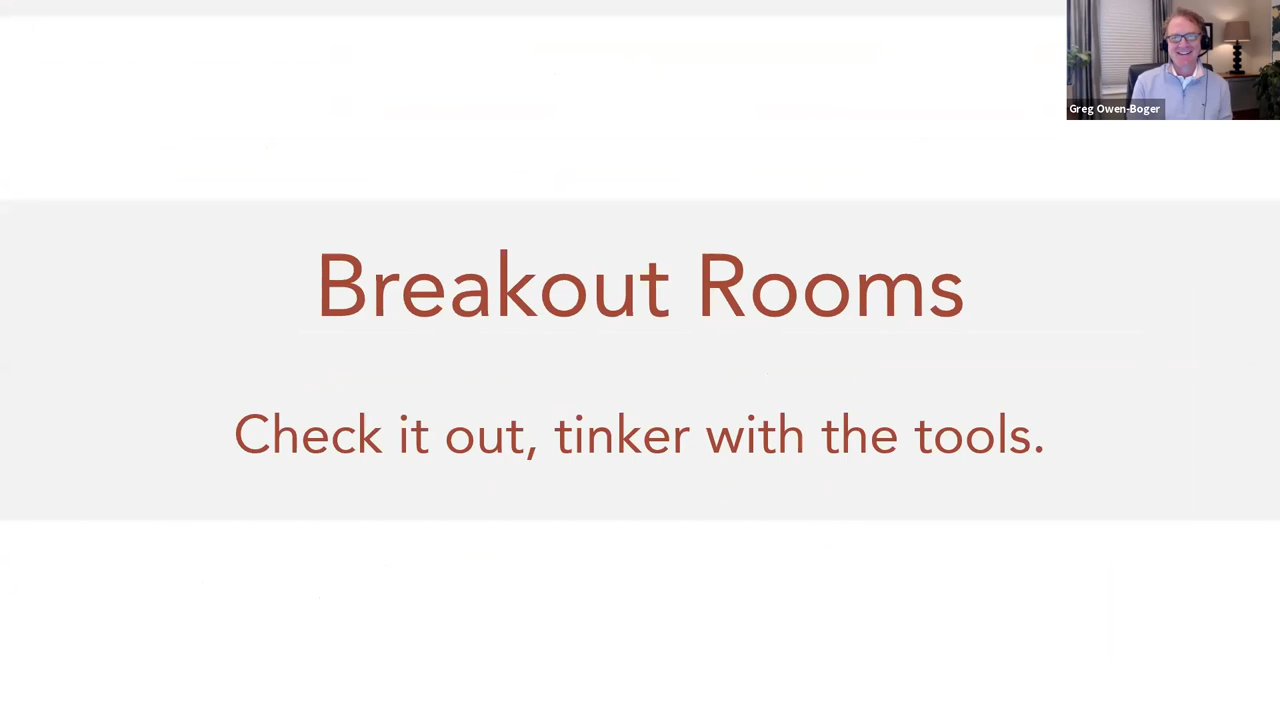 Greg Owen-Boger
Breakout Rooms
Check it out, tinker with the tools.